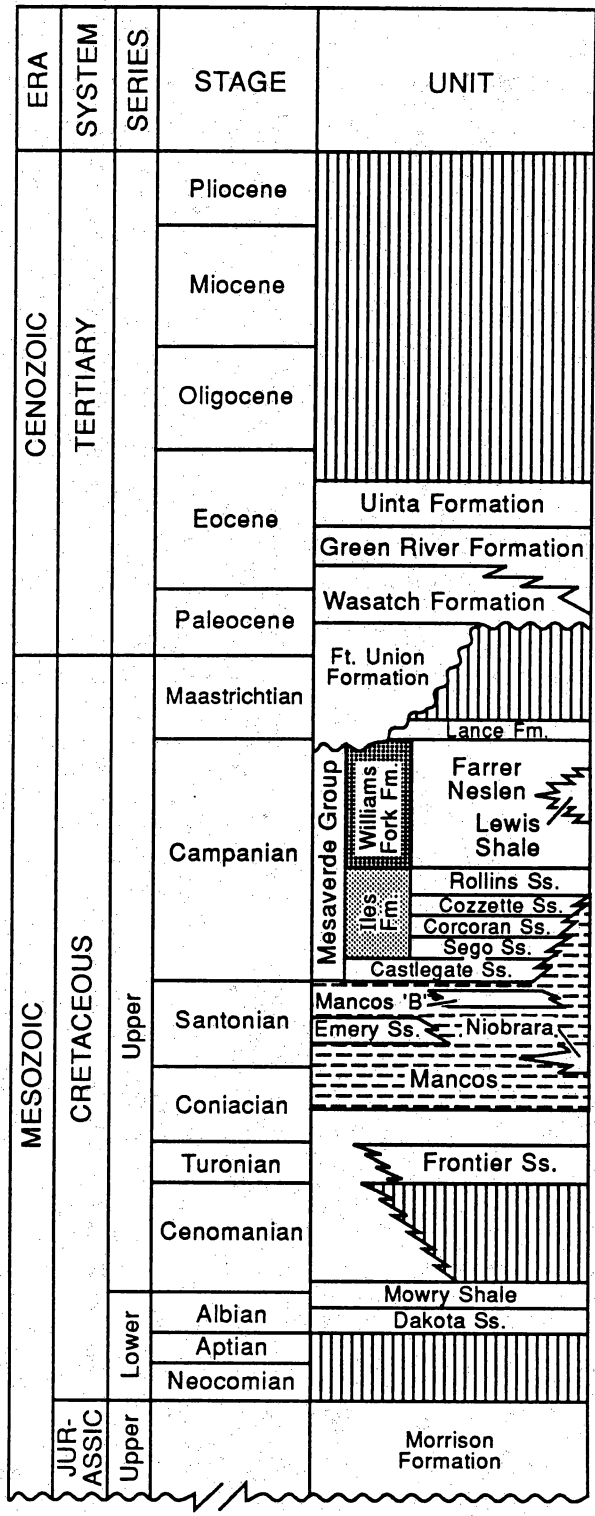 ERA
SYSTEM
SERIES
STAGE
UNIT
CENOZOIC
TERTIARY
Pliocene
Miocene
Oligocene
Eocene
Paleocene
Uinta Formation
Green River Formation
Wasatch Formation
Ft. Union
Formation
MESOZOIC
CRETACEOUS
Upper
Maastrichtian
Lance Fm.
Campanian
Mesaverde Group
Williams
Fork Fm.
Farrer
Neslen
Lewis
Shale
Iles
Fm.
Rollins Ss.
Cozzette Ss.
Corcoran Ss.
Sego Ss.
Castlegate Ss.
Santonian
Mancos 'B'
Emery Ss.
Niobrara
Mancos
Coniacian
Turonian
Frontier Ss.
Cenomanian
Mowry Shale
Lower
Albian
Dakota Ss.
Aptian
Neocomian
JUR-
ASSIC
Upper
Morrison
Formation